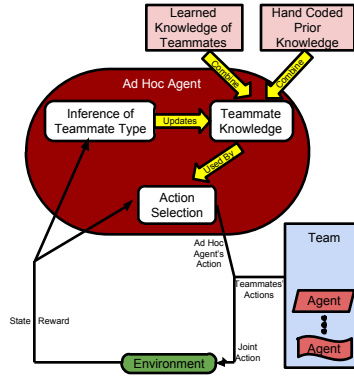 Learned
Knowledge of
Teammates
Hand Coded
Prior
Knowledge
Combine
Combine
Ad Hoc Agent
Inference of
Teammate Type
Updates
Teammate
Knowledge
Used By
Action
Selection
Ad Hoc
Agent's
Action
Team
Teammates'
Actions
Agent
Agent
State
Reward
Joint
Action
Environment